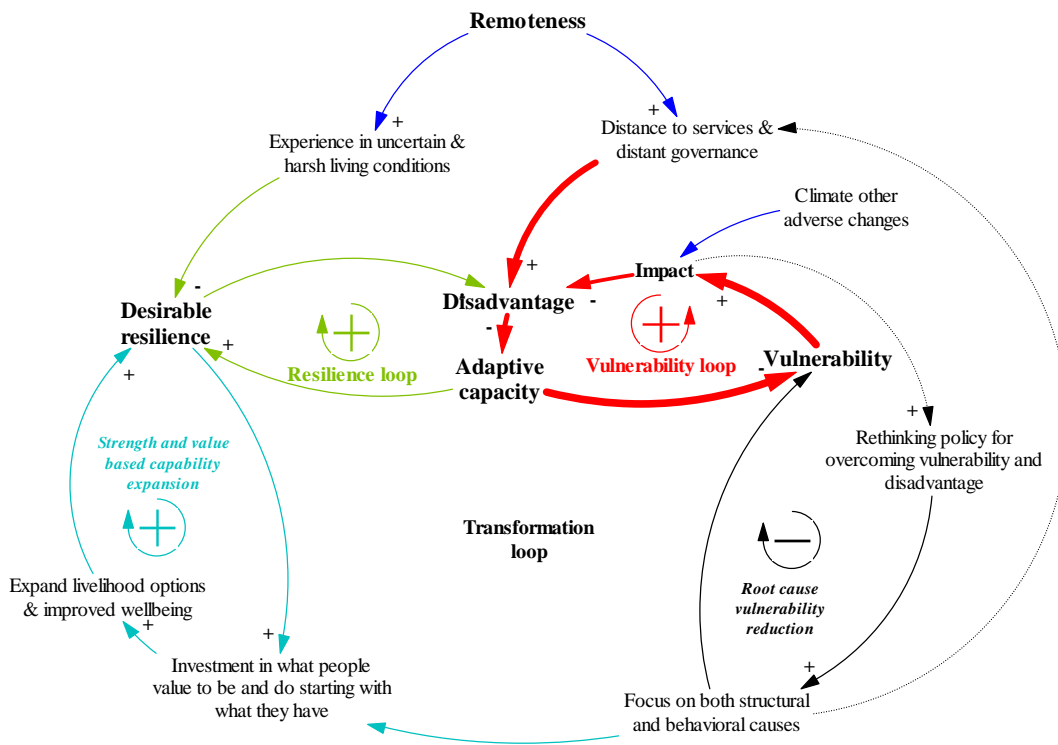 Remoteness
+
+
Experience in uncertain &
harsh living conditions
Distance to services &
distant governance
Climate other
adverse changes
Impact
+
-
Disadvantage
-
+
-
-
Desirable
resilience
+
+
Resilience loop
Adaptive
capacity
Vulnerability loop
-
Vulnerability
Strength and value
based capability
expansion
+
Rethinking policy for
overcoming vulnerability and
disadvantage
Transformation
loop
Root cause
vulnerability
reduction
Expand livelihood options
& improved wellbeing
+
+
Investment in what people
value to be and do starting with
what they have
+
Focus on both structural
and behavioral causes